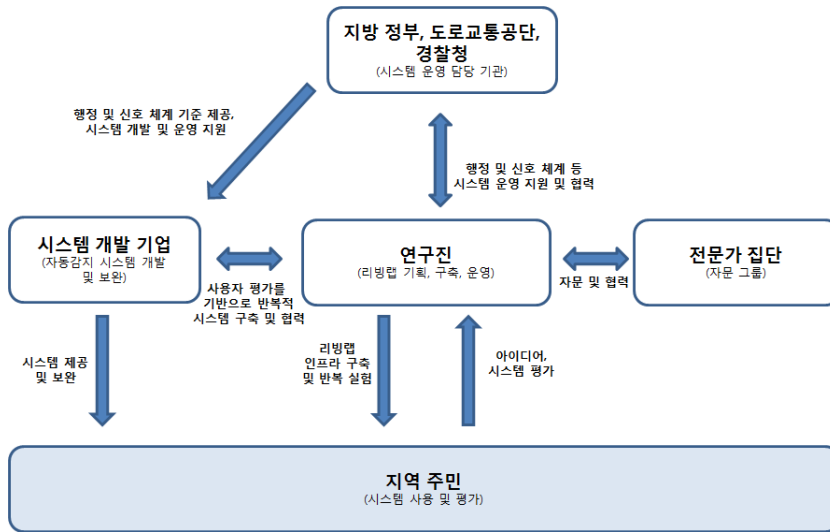 지방 정부, 도로교통공단,
경찰청
(시스템 운영 담당 기관)
행정 및 신호 체계 기준 제공,
시스템 개발 및 운영 지원
행정 및 신호 체계 등
시스템 운영 지원 및 협력
시스템 개발 기업
(자동감지 시스템 개발
및 보완)
연구진
(리빙랩 기획, 구축, 운영)
전문가 집단
(자문 그룹)
사용자 평가를
기반으로 반복적
시스템 구축 및 협력
자문 및 협력
시스템 제공
및 보완
리빙랩
인프라 구축
및 반복 실험
아이디어,
시스템 평가
지역 주민
(시스템 사용 및 평가)